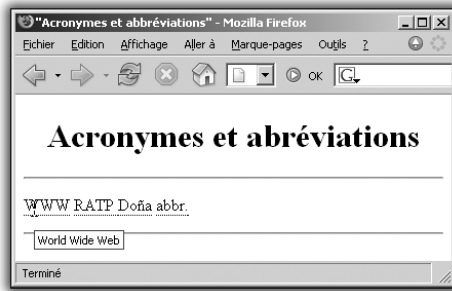 "Acronymes et abbréviations" - Mozilla Firefox
Fichier Edition Affichage Aller à Marque-pages Outils ?
OK G
Acronymes et abréviations
WWW RATP Doña abbr.
World Wide Web
Terminé